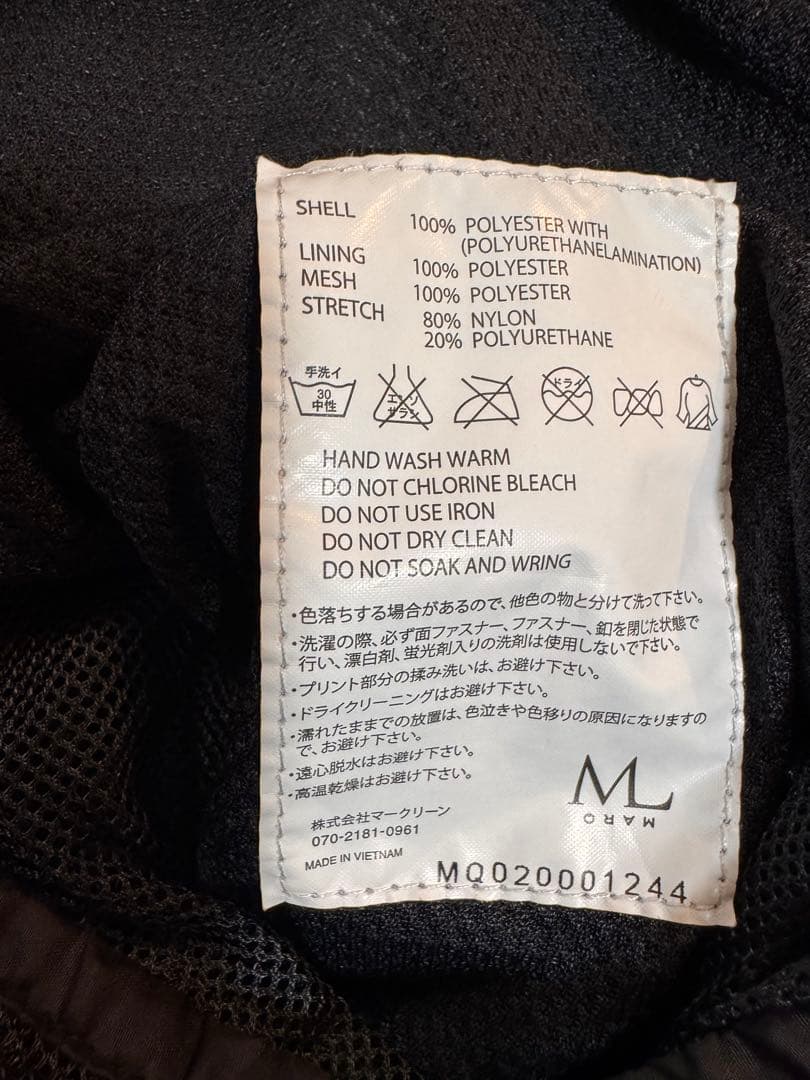 SHELL 100% POLYESTER WITH
(POLYURETHANELAMINATION)
LINING 100% POLYESTER
MESH 100% POLYESTER
STRETCH 80% NYLON
20% POLYURETHANE
手洗イ
30
中性
エンソ
サラシ
ドライ
HAND WASH WARM
DO NOT CHLORINE BLEACH
DO NOT USE IRON
DO NOT DRY CLEAN
DO NOT SOAK AND WRING
・色落ちする場合があるので、他色の物と分けて洗って下さい。
・洗濯の際、必ず面ファスナー、ファスナー、釦を閉じた状態で
行い、漂白剤、蛍光剤入りの洗剤は使用しないで下さい。
・プリント部分の揉み洗いは、お避け下さい。
・ドライクリーニングはお避け下さい。
・濡れたままでの放置は、色泣きや色移りの原因になりますの
で、お避け下さい。
・遠心脱水はお避け下さい。
・高温乾燥はお避け下さい。
株式会社マークリーン
070-2181-0961
MADE IN VIETNAM
ML
MARQ
MQ020001244